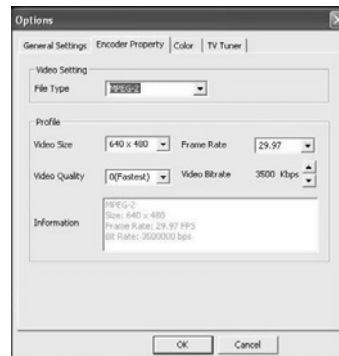 Options
General Settings Encoder Property Color TV Tuner
Video Setting
File Type MPEG-2
Profile
Video Size 640 x 480 Frame Rate 29.97
Video Quality 0(Fastest) Video Bitrate 3500 Kbps
Information
MPEG-2
Size: 640 x 480
Frame Rate: 29.97 FPS
Bit Rate: 3500000 bps
OK Cancel